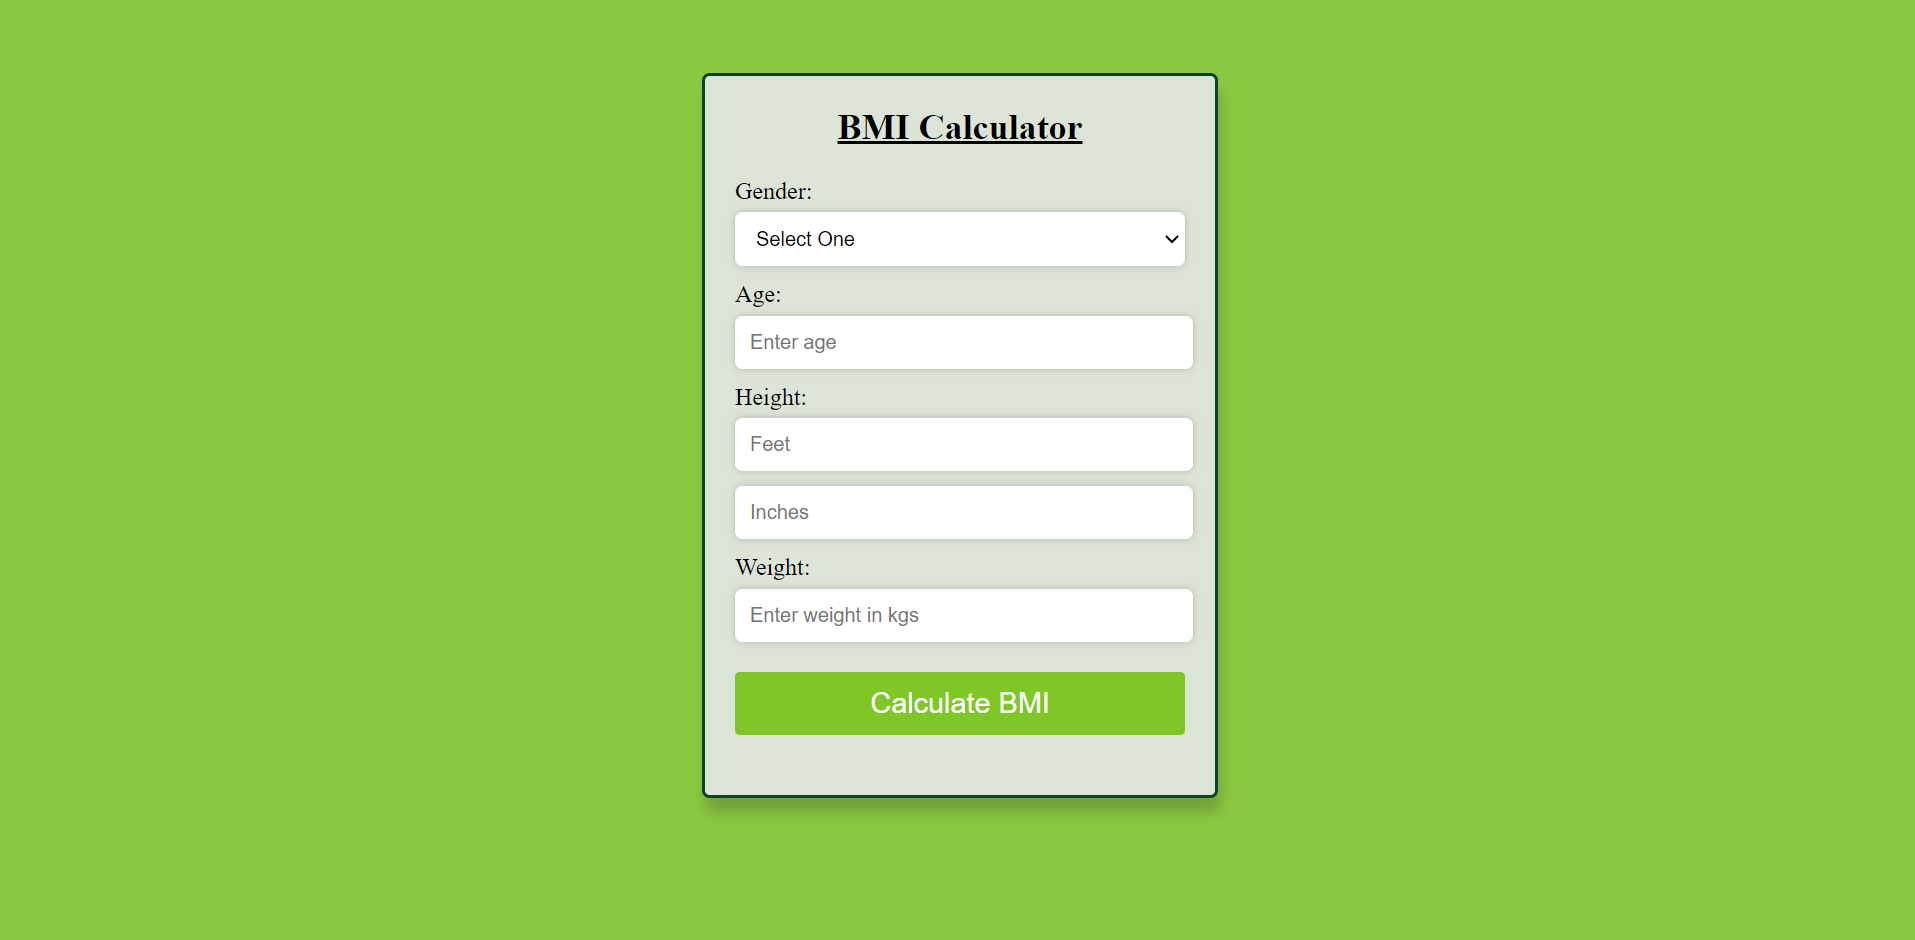 BMI Calculator
Gender:
Select One
Age:
Enter age
Height:
Feet
Inches
Weight:
Enter weight in kgs
Calculate BMI